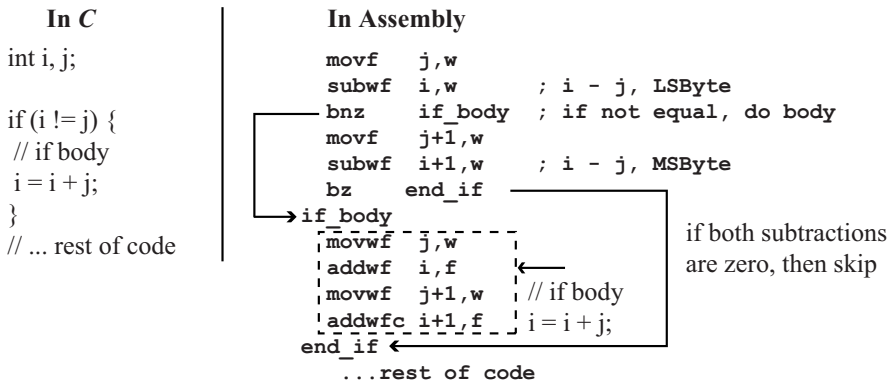 In C
int i, j;
if (i != j) {
// if body
i = i + j;
}
// ... rest of code
In Assembly
movf j,w
subwf i,w ; i - j, LSByte
bnz if_body ; if not equal, do body
movf j+1,w
subwf i+1,w ; i - j, MSByte
bz end_if
if_body
movwf j,w
addwf i,f
movwf j+1,w
addwfc i+1,f
end_if
...rest of code
// if body
i = i + j;
if both subtractions
are zero, then skip